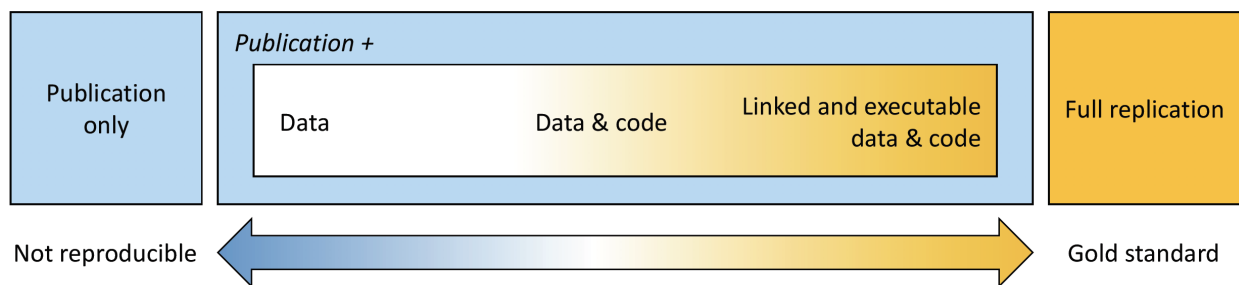 Publication
only
Publication +
Data
Data & code
Linked and executable
data & code
Full replication
Not reproducible
Gold standard